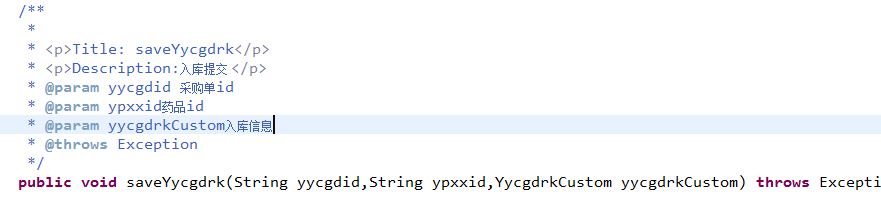 /**
*
* <p>Title: saveYycgdrk</p>
* <p>Description:入库提交 </p>
* @param yycgdid 采购单id
* @param ypxxid药品id
* @param yycgdrkCustom入库信息
* @throws Exception
*/
public void saveYycgdrk(String yycgdid,String ypxxid,YycgdrkCustom yycgdrkCustom) throws Excepti